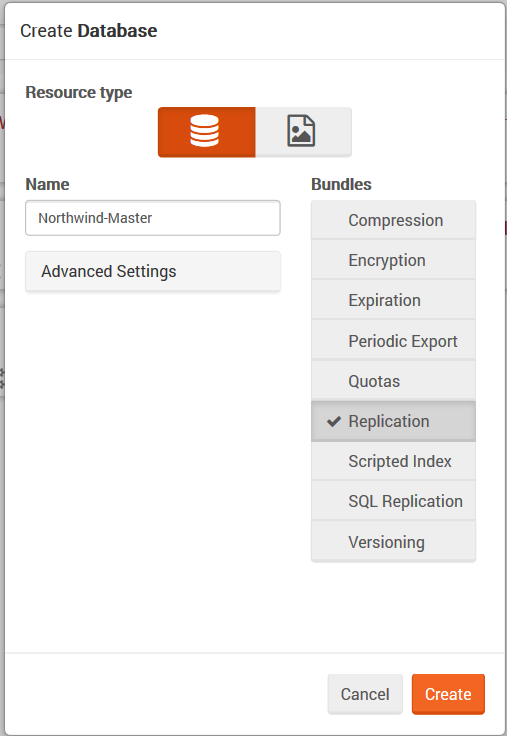 Create Database
Resource type
Name
Northwind-Master
Advanced Settings
Bundles
Compression
Encryption
Expiration
Periodic Export
Quotas
Replication
Scripted Index
SQL Replication
Versioning
Cancel
Create